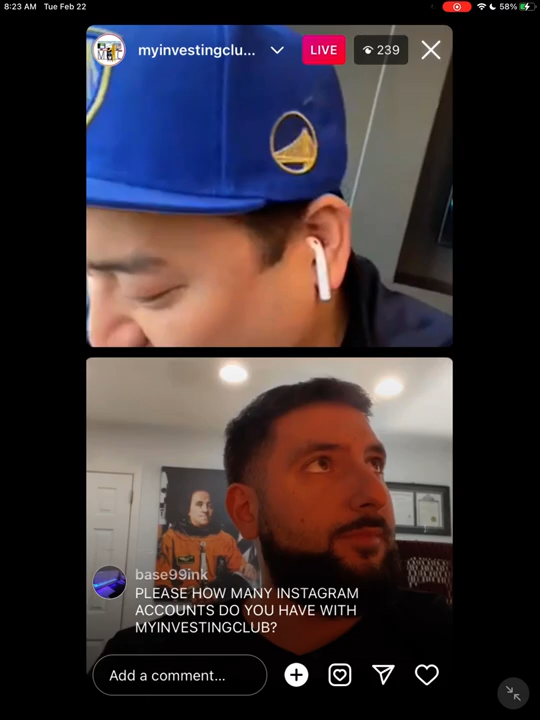 8:23 AM Tue Feb 22
58%
myinvestingclu...
LIVE
239
base99ink
PLEASE HOW MANY INSTAGRAM
ACCOUNTS DO YOU HAVE WITH
MYINVESTINGCLUB?
Add a comment...